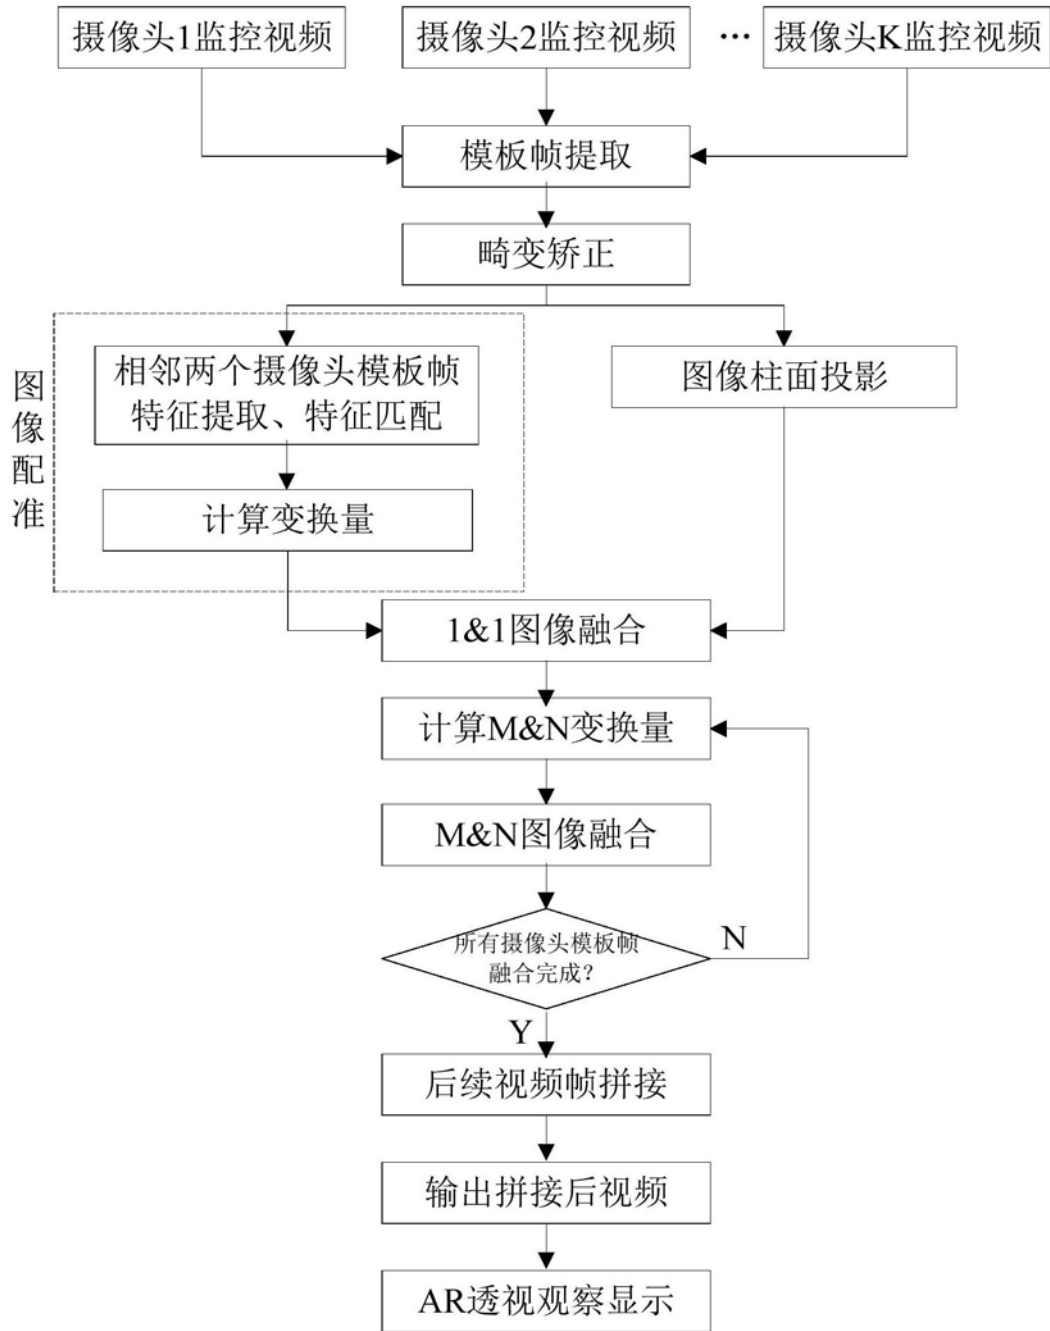 摄像头1监控视频
摄像头2监控视频
...
摄像头K监控视频
模板帧提取
畸变矫正
图像配准
相邻两个摄像头模板帧
特征提取、特征匹配
计算变换量
图像柱面投影
1&1图像融合
计算M&N变换量
M&N图像融合
所有摄像头模板帧
融合完成?
N
Y
后续视频帧拼接
输出拼接后视频
AR透视观察显示